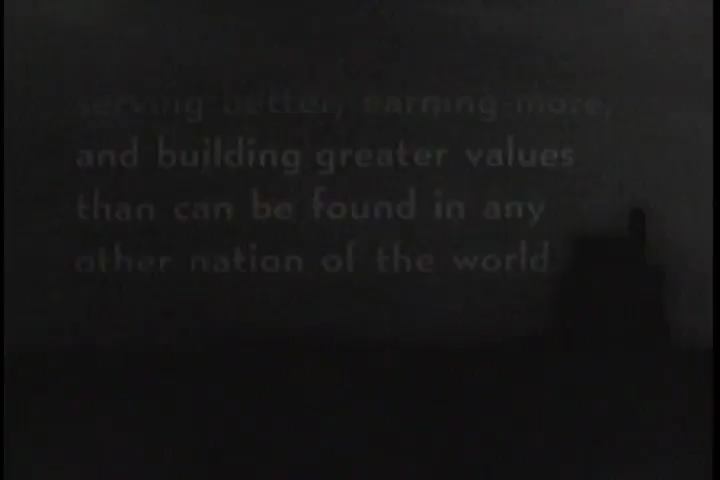 serving better, earning more,
and building greater values
than can be found in any
other nation of the world